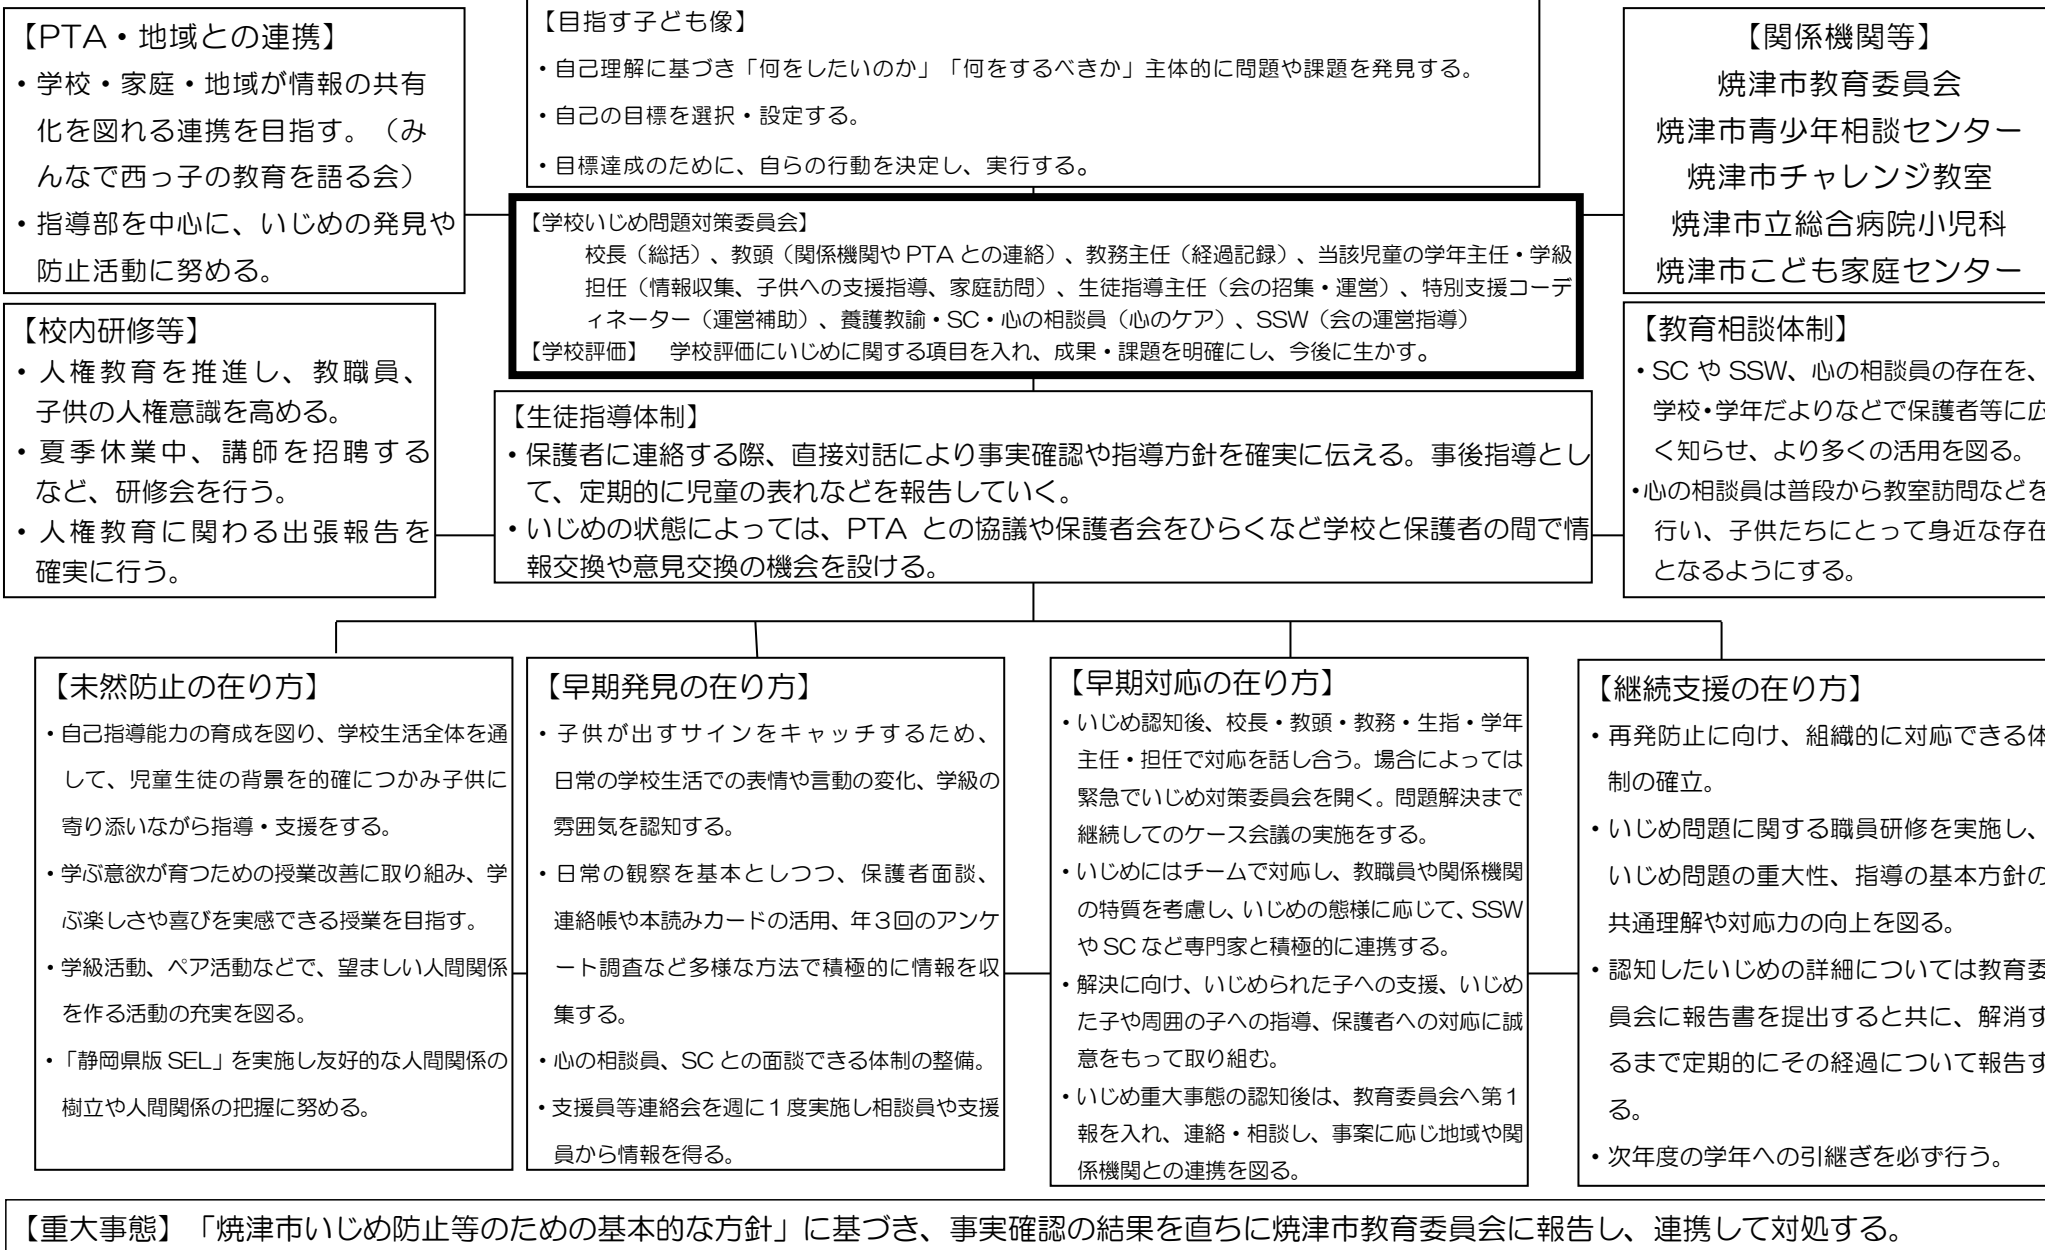 【PTA・地域との連携】
・学校・家庭・地域が情報の共有
化を図れる連携を目指す。（み
んなで西っ子の教育を語る会）
・指導部を中心に、いじめの発見や
防止活動に努める。
【目指す子ども像】
・自己理解に基づき「何をしたいのか」「何をするべきか」主体的に問題や課題を発見する。
・自己の目標を選択・設定する。
・目標達成のために、自らの行動を決定し、実行する。
【関係機関等】
焼津市教育委員会
焼津市青少年相談センター
焼津市チャレンジ教室
焼津市立総合病院小児科
焼津市こども家庭センター
【学校いじめ問題対策委員会】
校長（総括）、教頭（関係機関や PTA との連絡）、教務主任（経過記録）、当該児童の学年主任・学級
担任（情報収集、子供への支援指導、家庭訪問）、生徒指導主任（会の招集・運営）、特別支援コーデ
ィネーター（運営補助）、養護教諭・SC・心の相談員（心のケア）、SSW（会の運営指導）
【学校評価】　学校評価にいじめに関する項目を入れ、成果・課題を明確にし、今後に生かす。
【校内研修等】
・人権教育を推進し、教職員、
子供の人権意識を高める。
・夏季休業中、講師を招聘する
など、研修会を行う。
・人権教育に関わる出張報告を
確実に行う。
【生徒指導体制】
・保護者に連絡する際、直接対話により事実確認や指導方針を確実に伝える。事後指導とし
て、定期的に児童の表れなどを報告していく。
・いじめの状態によっては、PTA との協議や保護者会をひらくなど学校と保護者の間で情
報交換や意見交換の機会を設ける。
【教育相談体制】
・SC や SSW、心の相談員の存在を、
学校・学年だよりなどで保護者等に広
く知らせ、より多くの活用を図る。
・心の相談員は普段から教室訪問などを
行い、子供たちにとって身近な存在
となるようにする。
【未然防止の在り方】
・自己指導能力の育成を図り、学校生活全体を通
して、児童生徒の背景を的確につかみ子供に
寄り添いながら指導・支援をする。
・学ぶ意欲が育つための授業改善に取り組み、学
ぶ楽しさや喜びを実感できる授業を目指す。
・学級活動、ペア活動などで、望ましい人間関係
を作る活動の充実を図る。
・「静岡県版 SEL」を実施し友好的な人間関係の
樹立や人間関係の把握に努める。
【早期発見の在り方】
・子供が出すサインをキャッチするため、
日常の学校生活での表情や言動の変化、学級の
雰囲気を認知する。
・日常の観察を基本としつつ、保護者面談、
連絡帳や本読みカードの活用、年３回のアンケ
ート調査など多様な方法で積極的に情報を収
集する。
・心の相談員、SC との面談できる体制の整備。
・支援員等連絡会を週に１度実施し相談員や支援
員から情報を得る。
【早期対応の在り方】
・いじめ認知後、校長・教頭・教務・生指・学年
主任・担任で対応を話し合う。場合によっては
緊急でいじめ対策委員会を開く。問題解決まで
継続してのケース会議の実施をする。
・いじめにはチームで対応し、教職員や関係機関
の特質を考慮し、いじめの態様に応じて、SSW
や SC など専門家と積極的に連携する。
・解決に向け、いじめられた子への支援、いじめ
た子や周囲の子への指導、保護者への対応に誠
意をもって取り組む。
・いじめ重大事態の認知後は、教育委員会へ第１
報を入れ、連絡・相談し、事案に応じ地域や関
係機関との連携を図る。
【継続支援の在り方】
・再発防止に向け、組織的に対応できる体
制の確立。
・いじめ問題に関する職員研修を実施し、
いじめ問題の重大性、指導の基本方針の
共通理解や対応力の向上を図る。
・認知したいじめの詳細については教育委
員会に報告書を提出すると共に、解消す
るまで定期的にその経過について報告す
る。
・次年度の学年への引継ぎを必ず行う。
【重大事態】「焼津市いじめ防止等のための基本的な方針」に基づき、事実確認の結果を直ちに焼津市教育委員会に報告し、連携して対処する。